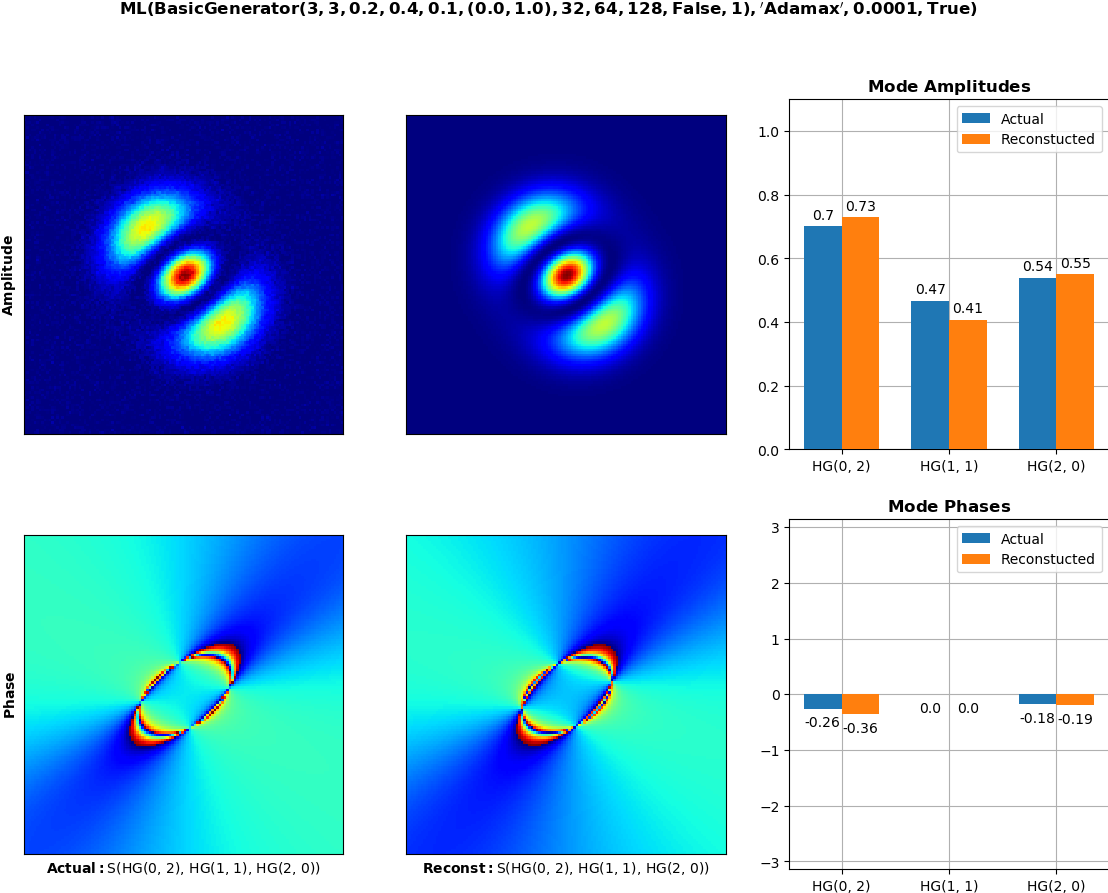 ML(BasicGenerator(3, 3, 0.2, 0.4, 0.1, (0.0, 1.0), 32, 64, 128, False, 1), 'Adamax', 0.0001, True)
Amplitude
Mode Amplitudes
Actual
Reconstucted
1.0
0.8
0.6
0.4
0.2
0.0
0.7
0.73
0.47
0.41
0.54
0.55
HG(0, 2)
HG(1, 1)
HG(2, 0)
Phase
Actual: S(HG(0, 2), HG(1, 1), HG(2, 0))
Reconst: S(HG(0, 2), HG(1, 1), HG(2, 0))
Mode Phases
Actual
Reconstucted
3
2
1
0
−1
−2
−3
-0.26
-0.36
0.0
0.0
-0.18
-0.19
HG(0, 2)
HG(1, 1)
HG(2, 0)